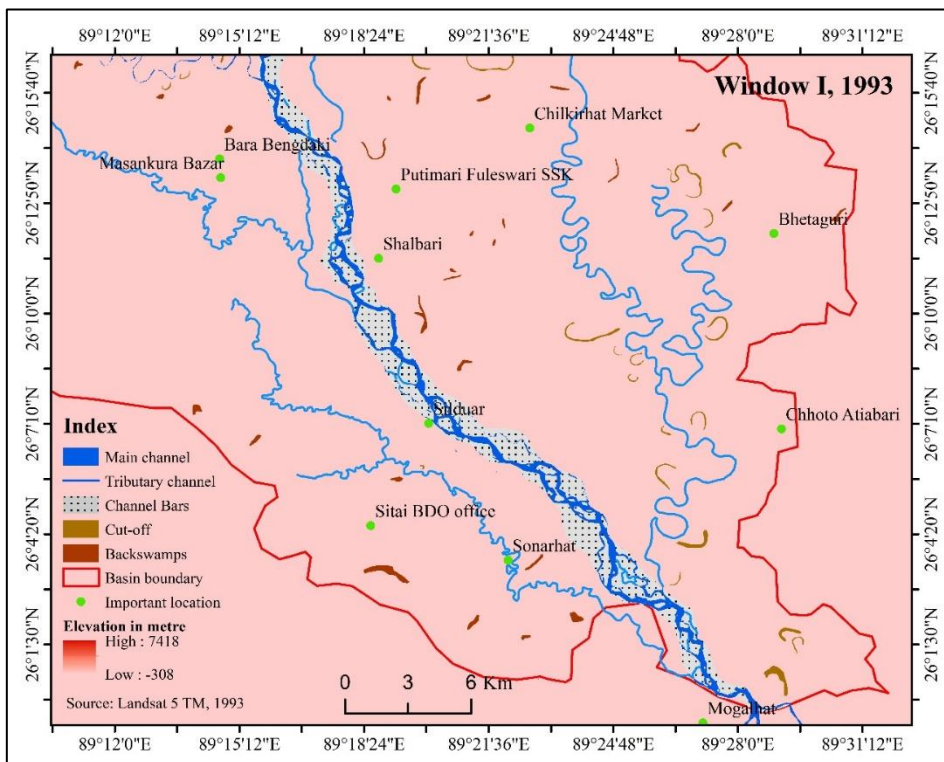 89°12'0"E 89°15'12"E 89°18'24"E 89°21'36"E 89°24'48"E 89°28'0"E 89°31'12"E
Window I, 1993
26°15'40"N 26°15'40"N
Chilkirhat Market
Bara Bengdaki
Masankura Bazar
Putimari Fuleswari SSK
26°12'50"N 26°12'50"N
Bhetaguri
Shalbari
26°10'0"N 26°10'0"N
26°7'10"N 26°7'10"N
Silduar
Chhoto Atiabari
Index
Main channel
Tributary channel
Channel Bars
Cut-off
Backswamps
Basin boundary
Important location
Elevation in metre
High : 7418
Low : -308
Source: Landsat 5 TM, 1993
Sitai BDO office
26°4'20"N 26°4'20"N
Sonarhat
26°1'30"N 26°1'30"N
0 3 6 Km
Mogalhat
89°12'0"E 89°15'12"E 89°18'24"E 89°21'36"E 89°24'48"E 89°28'0"E 89°31'12"E